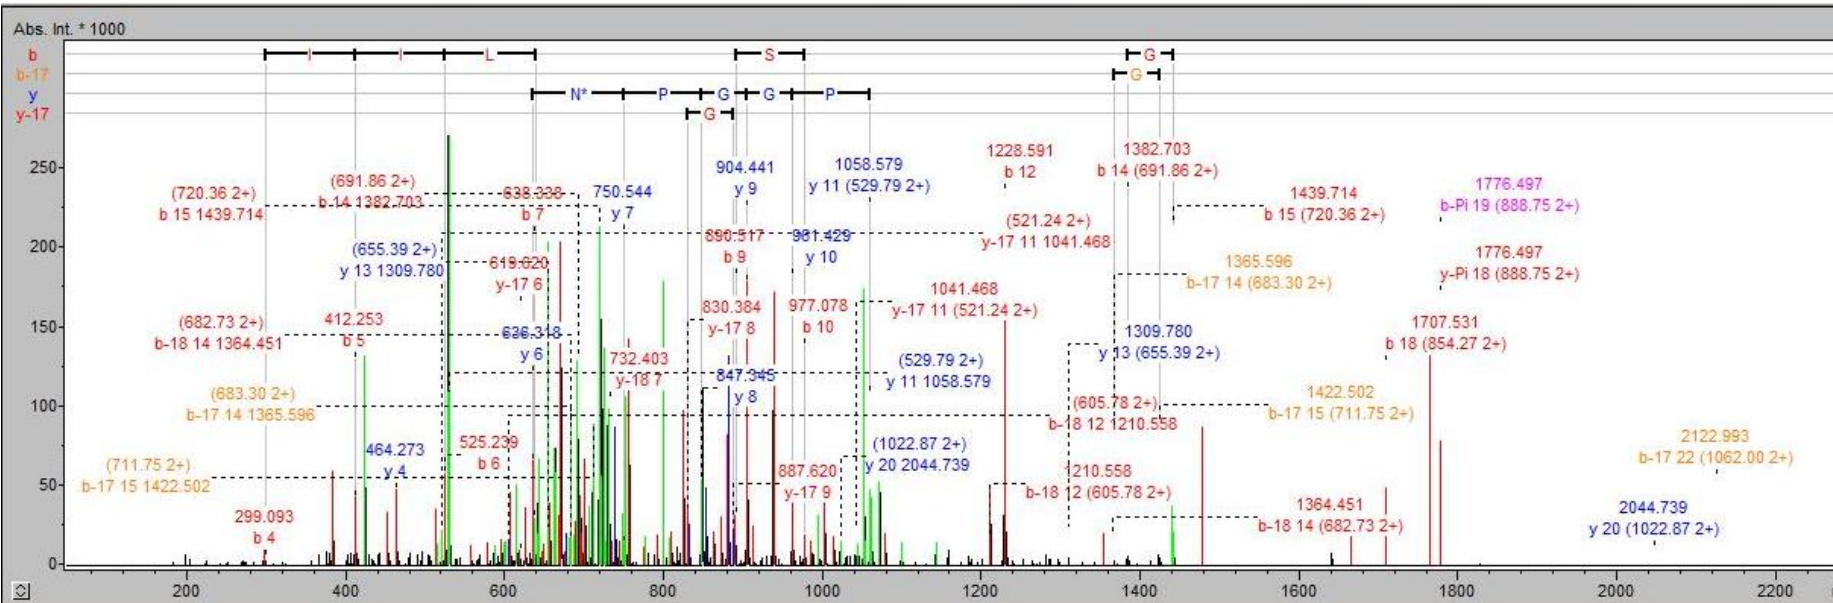 Abs. Int. * 1000
b
I I L S G
b-17
G
y
N* P G G P
y-17
G
250
200
150
100
50
0
(720.36 2+)
b 15 1439.714
(691.86 2+)
b 14 1382.703
638.338
b 7
750.544
y 7
904.441
y 9
1058.579
y 11 (529.79 2+)
1228.591
b 12
1382.703
b 14 (691.86 2+)
1439.714
b 15 (720.36 2+)
1776.497
b-Pi 19 (888.75 2+)
(655.39 2+)
y 13 1309.780
619.620
y-17 6
890.517
b 9
961.429
y 10
(521.24 2+)
y-17 11 1041.468
1365.596
b-17 14 (683.30 2+)
1776.497
y-Pi 18 (888.75 2+)
(682.73 2+)
b-18 14 1364.451
412.253
b 5
636.318
y 6
830.384
y-17 8
977.078
b 10
1041.468
y-17 11 (521.24 2+)
1309.780
y 13 (655.39 2+)
1707.531
b 18 (854.27 2+)
732.403
y-18 7
847.345
y 8
(529.79 2+)
y 11 1058.579
(683.30 2+)
b-17 14 1365.596
(605.78 2+)
b-18 12 1210.558
1422.502
b-17 15 (711.75 2+)
(711.75 2+)
b-17 15 1422.502
464.273
y 4
525.239
b 6
887.620
y-17 9
(1022.87 2+)
y 20 2044.739
1210.558
b-18 12 (605.78 2+)
2122.993
b-17 22 (1062.00 2+)
299.093
b 4
1364.451
b-18 14 (682.73 2+)
2044.739
y 20 (1022.87 2+)
200 400 600 800 1000 1200 1400 1600 1800 2000 2200